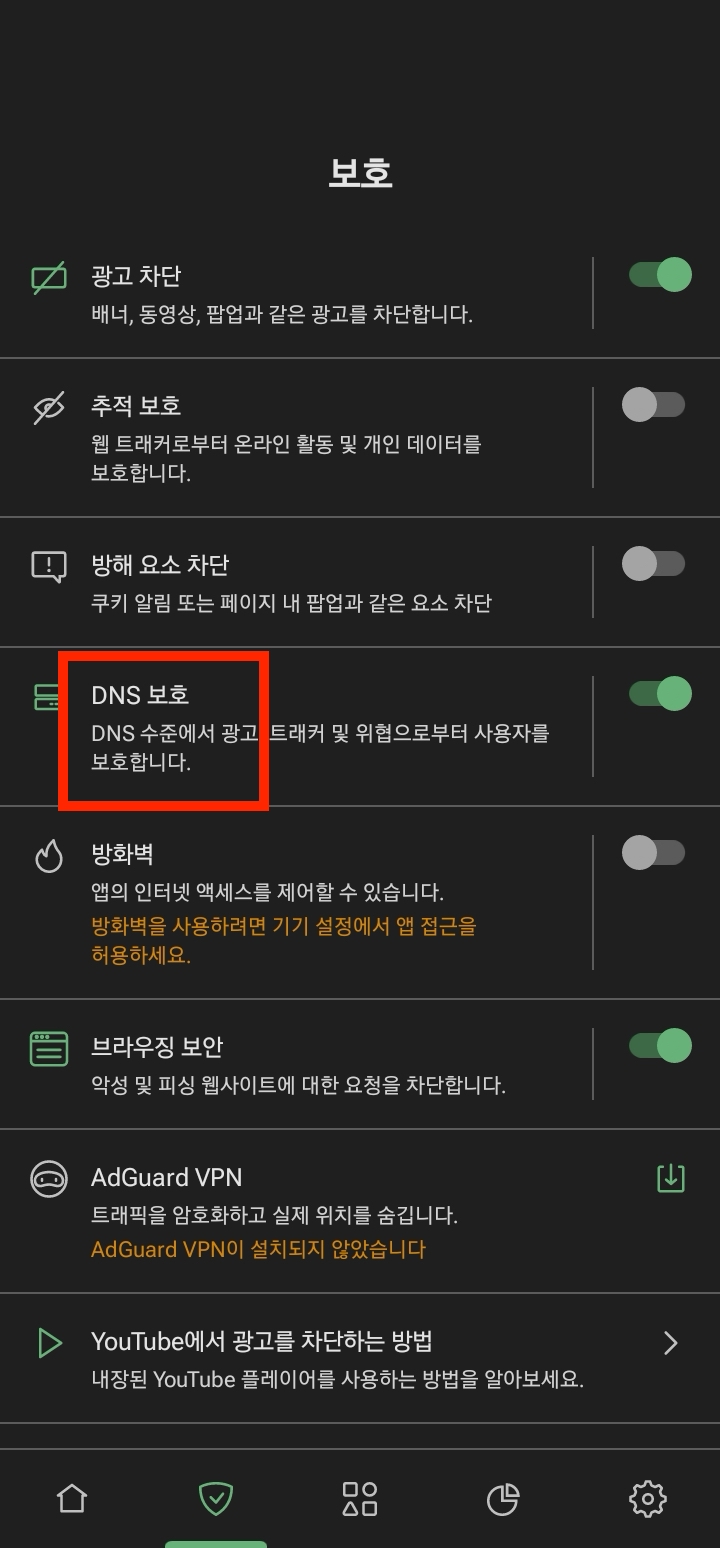 보호
광고 차단
배너, 동영상, 팝업과 같은 광고를 차단합니다.
추적 보호
웹 트래커로부터 온라인 활동 및 개인 데이터를
보호합니다.
방해 요소 차단
쿠키 알림 또는 페이지 내 팝업과 같은 요소 차단
DNS 보호
DNS 수준에서 광고 트래커 및 위협으로부터 사용자를
보호합니다.
방화벽
앱의 인터넷 액세스를 제어할 수 있습니다.
방화벽을 사용하려면 기기 설정에서 앱 접근을
허용하세요.
브라우징 보안
악성 및 피싱 웹사이트에 대한 요청을 차단합니다.
AdGuard VPN
트래픽을 암호화하고 실제 위치를 숨깁니다.
AdGuard VPN이 설치되지 않았습니다
YouTube에서 광고를 차단하는 방법
내장된 YouTube 플레이어를 사용하는 방법을 알아보세요.